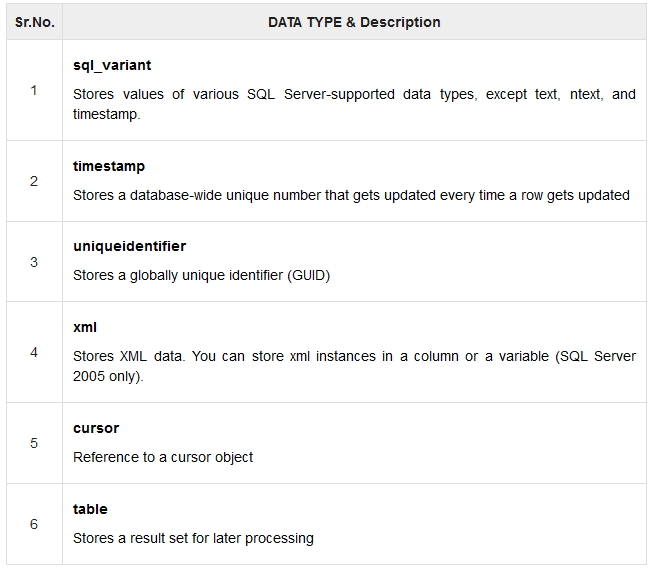 Sr.No. DATA TYPE & Description
sql_variant
1
Stores values of various SQL Server-supported data types, except text, ntext, and
timestamp.
timestamp
2
Stores a database-wide unique number that gets updated every time a row gets updated
uniqueidentifier
3
Stores a globally unique identifier (GUID)
xml
4
Stores XML data. You can store xml instances in a column or a variable (SQL Server
2005 only).
cursor
5
Reference to a cursor object
table
6
Stores a result set for later processing